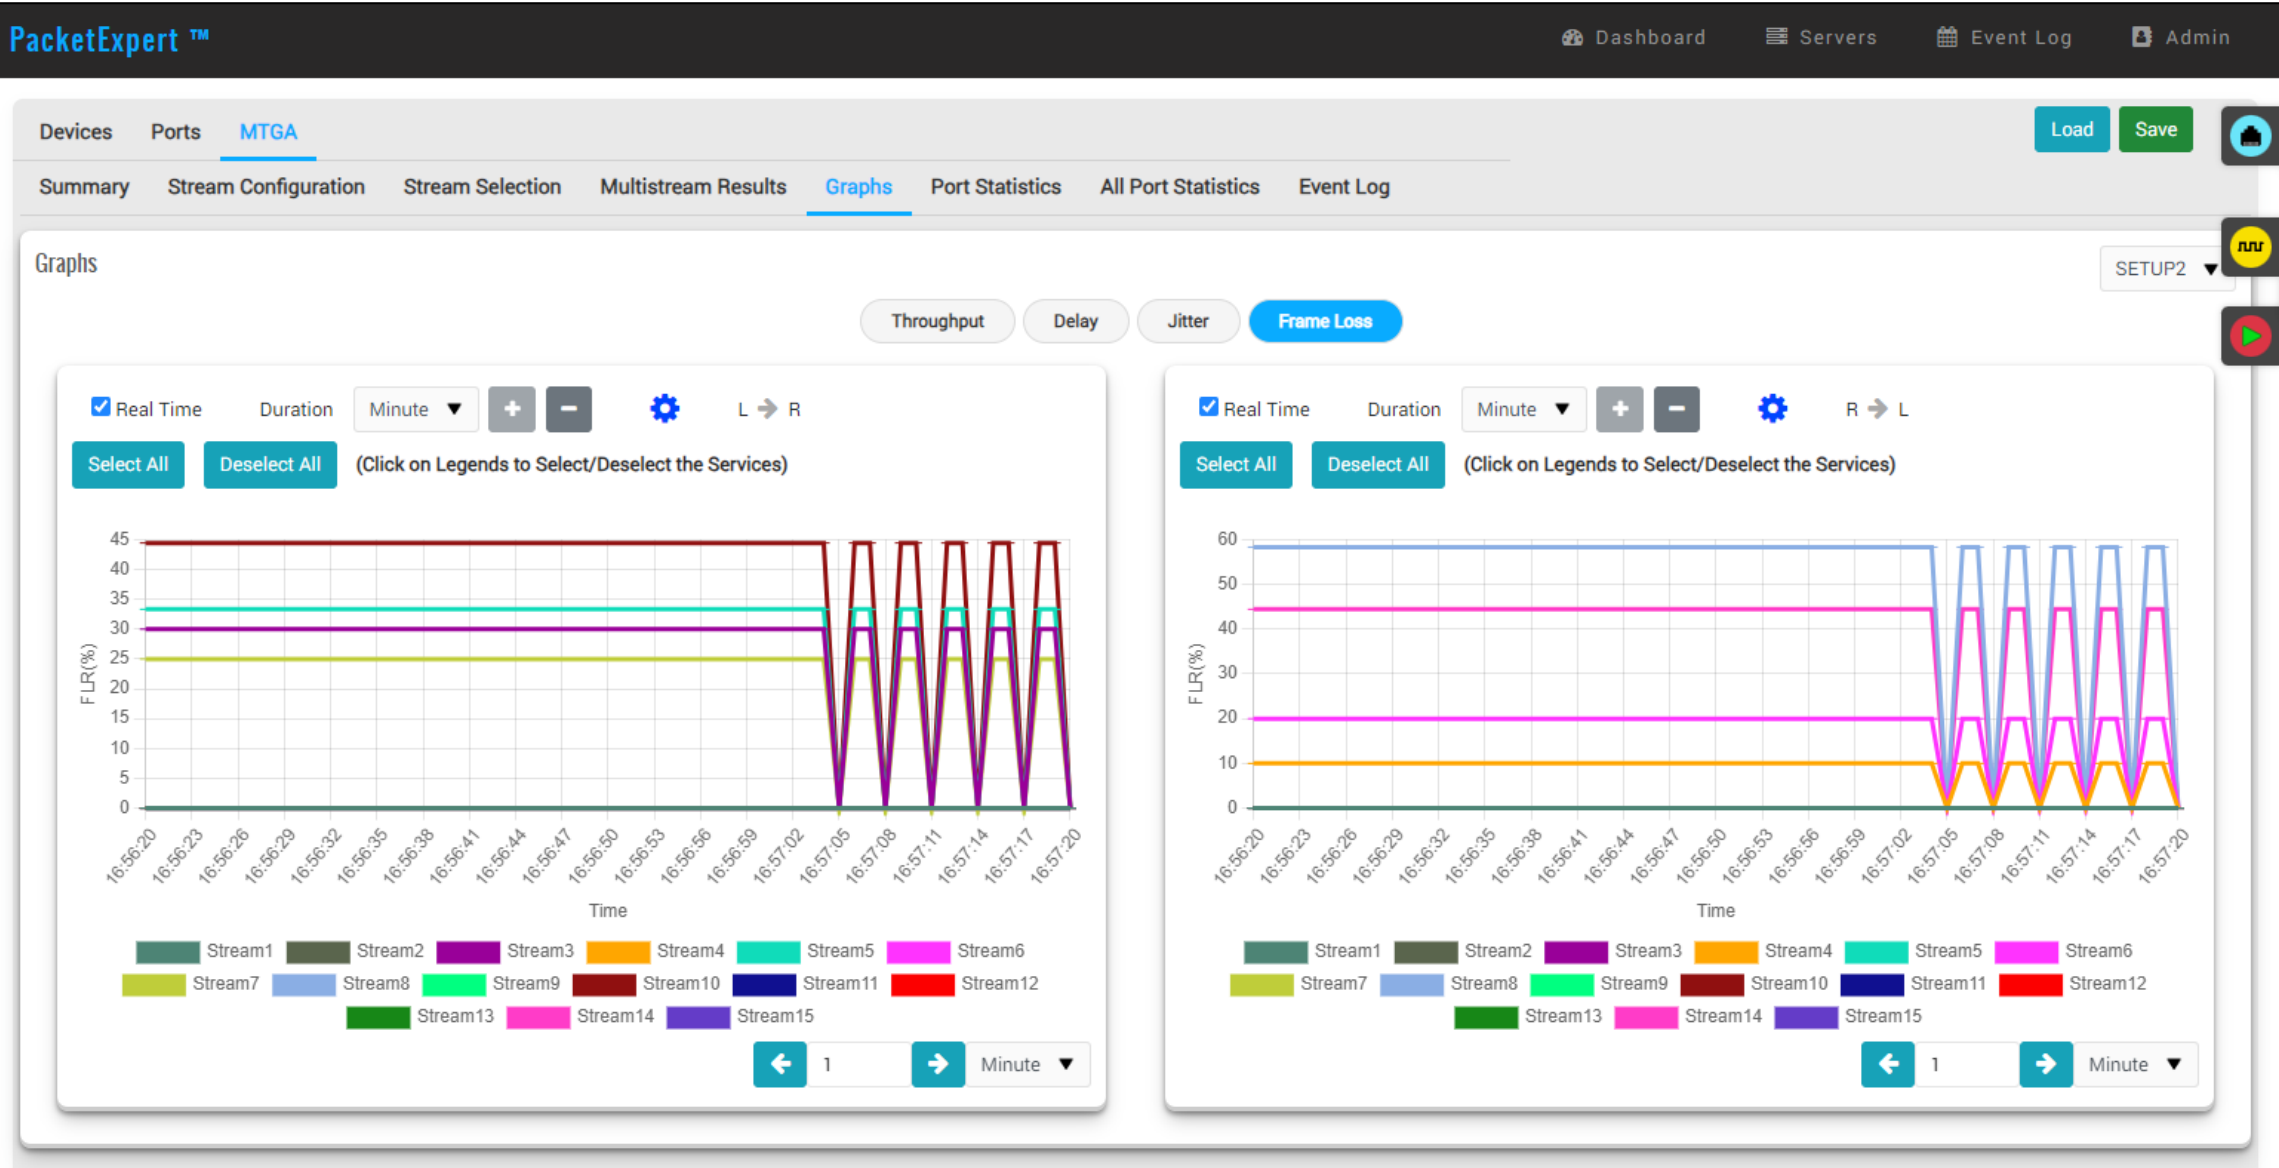 PacketExpert ™
Dashboard Servers Event Log Admin
Devices Ports MTGA Load Save
Summary Stream Configuration Stream Selection Multistream Results Graphs Port Statistics All Port Statistics Event Log
Graphs
SETUP2
Throughput Delay Jitter Frame Loss
Real Time Duration Minute + − L R
Select All Deselect All (Click on Legends to Select/Deselect the Services)
45
40
35
30
25
20
15
10
5
0
FLR(%)
16:56:20 16:56:23 16:56:26 16:56:29 16:56:32 16:56:35 16:56:38 16:56:41 16:56:44 16:56:47 16:56:50 16:56:53 16:56:56 16:56:59 16:57:02 16:57:05 16:57:08 16:57:11 16:57:14 16:57:17 16:57:20
Time
Stream1 Stream2 Stream3 Stream4 Stream5 Stream6
Stream7 Stream8 Stream9 Stream10 Stream11 Stream12
Stream13 Stream14 Stream15
1 Minute
Real Time Duration Minute + − R L
Select All Deselect All (Click on Legends to Select/Deselect the Services)
60
50
40
30
20
10
0
FLR(%)
16:56:20 16:56:23 16:56:26 16:56:29 16:56:32 16:56:35 16:56:38 16:56:41 16:56:44 16:56:47 16:56:50 16:56:53 16:56:56 16:56:59 16:57:02 16:57:05 16:57:08 16:57:11 16:57:14 16:57:17 16:57:20
Time
Stream1 Stream2 Stream3 Stream4 Stream5 Stream6
Stream7 Stream8 Stream9 Stream10 Stream11 Stream12
Stream13 Stream14 Stream15
1 Minute